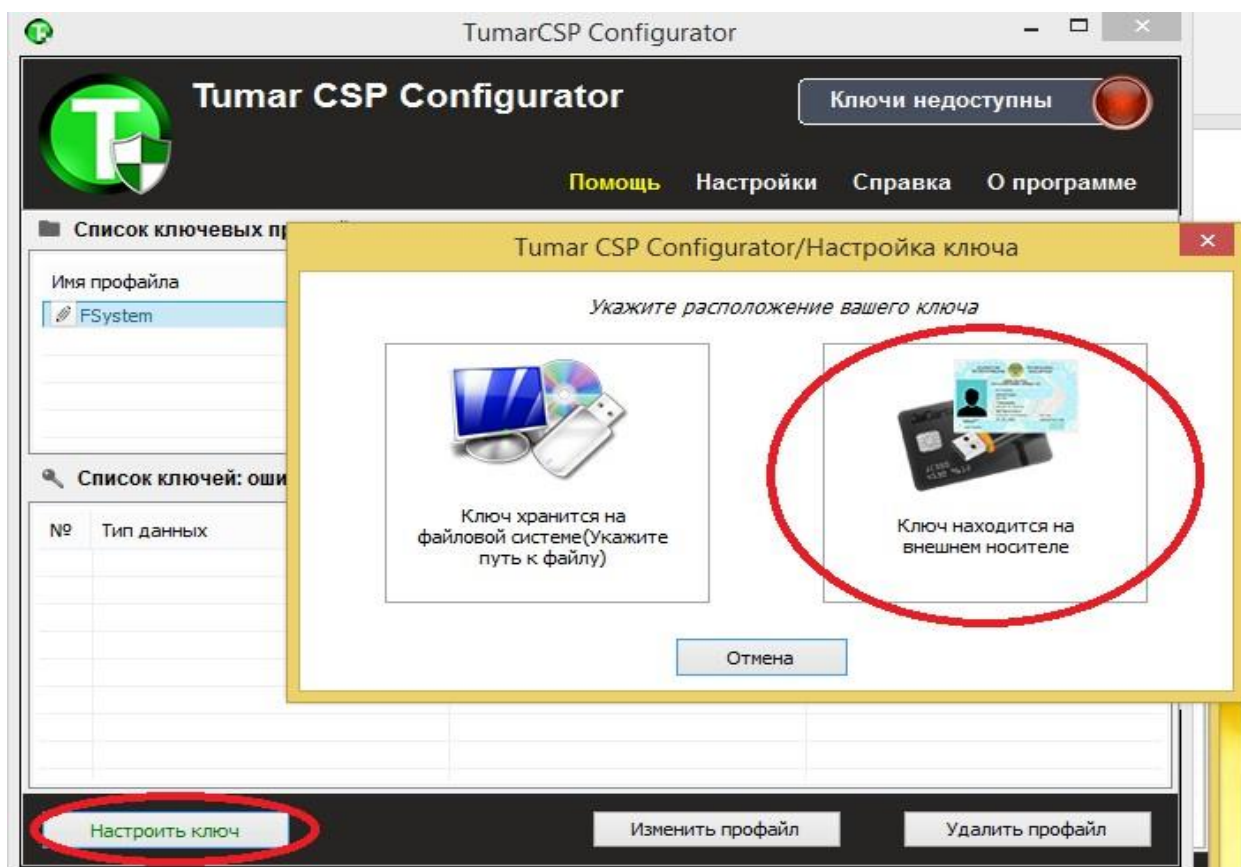 TumarCSP Configurator
Tumar CSP Configurator
Ключи недоступны
Помощь Настройки Справка О программе
Список ключевых
Имя профайла
FSystem
Tumar CSP Configurator/Настройка ключа
Укажите расположение вашего ключа
Ключ хранится на
файловой системе(Укажите
путь к файлу)
Ключ находится на
внешнем носителе
Отмена
Список ключей:
№ Тип данных
Настроить ключ
Изменить профайл
Удалить профайл